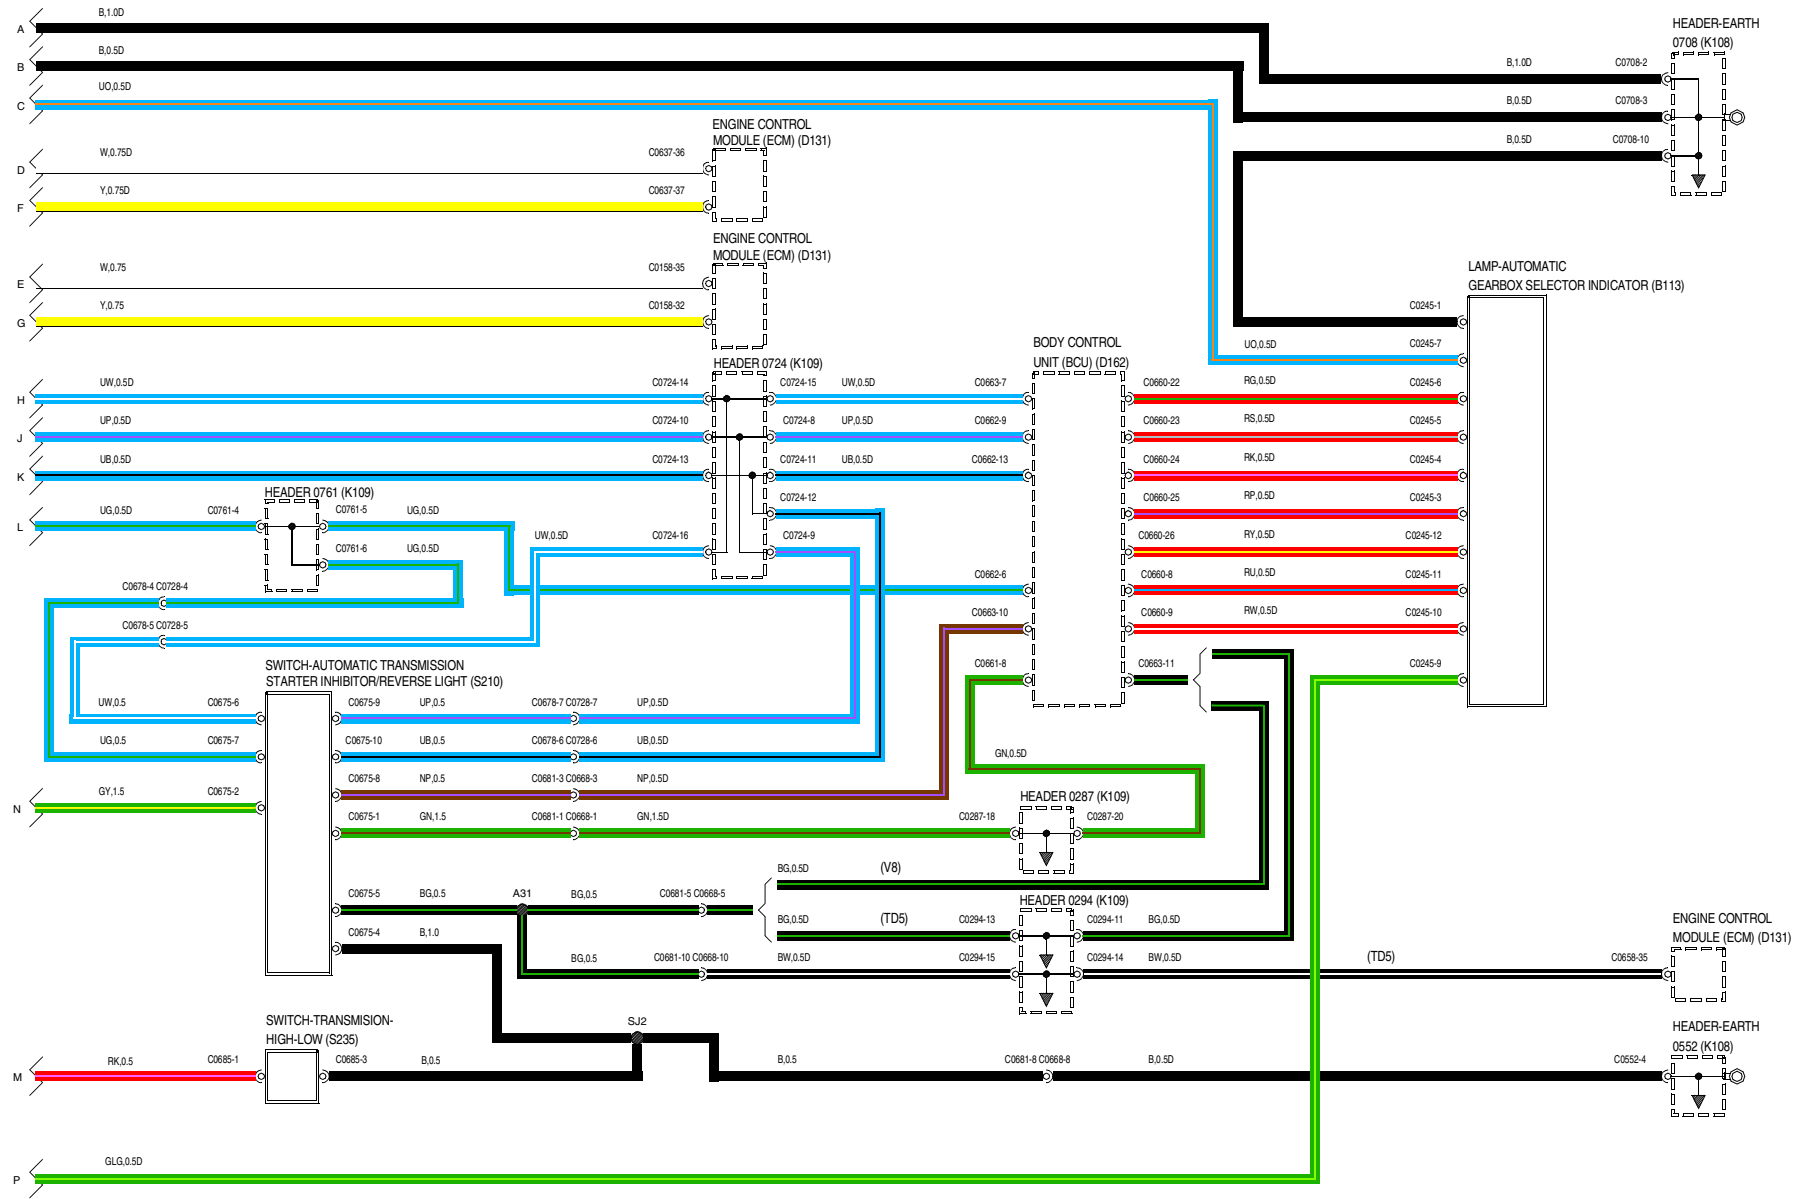 A
B,1.0D
B
B,0.5D
C
UO,0.5D
HEADER-EARTH
0708 (K108)
B,1.0D
C0708-2
B,0.5D
C0708-3
B,0.5D
C0708-10
ENGINE CONTROL
MODULE (ECM) (D131)
D
W,0.75D
C0637-36
F
Y,0.75D
C0637-37
ENGINE CONTROL
MODULE (ECM) (D131)
E
W,0.75
C0158-35
G
Y,0.75
C0158-32
LAMP-AUTOMATIC
GEARBOX SELECTOR INDICATOR (B113)
C0245-1
UO,0.5D
C0245-7
HEADER 0724 (K109)
BODY CONTROL
UNIT (BCU) (D162)
H
UW,0.5D
C0724-14
C0724-15
UW,0.5D
C0663-7
C0660-22
RG,0.5D
C0245-6
J
UP,0.5D
C0724-10
C0724-8
UP,0.5D
C0662-9
C0660-23
RS,0.5D
C0245-5
K
UB,0.5D
C0724-13
C0724-11
UB,0.5D
C0662-13
C0660-24
RK,0.5D
C0245-4
HEADER 0761 (K109)
C0724-12
C0660-25
RP,0.5D
C0245-3
L
UG,0.5D
C0761-4
C0761-5
UG,0.5D
UW,0.5D
C0724-16
C0724-9
C0660-26
RY,0.5D
C0245-12
C0761-6
UG,0.5D
C0662-6
C0660-8
RU,0.5D
C0245-11
C0678-4 C0728-4
C0663-10
C0660-9
RW,0.5D
C0245-10
C0678-5 C0728-5
C0661-8
C0663-11
C0245-9
SWITCH-AUTOMATIC TRANSMISSION
STARTER INHIBITOR/REVERSE LIGHT (S210)
UW,0.5
C0675-6
C0675-9
UP,0.5
C0678-7 C0728-7
UP,0.5D
UG,0.5
C0675-7
C0675-10
UB,0.5
C0678-6 C0728-6
UB,0.5D
GN,0.5D
N
GY,1.5
C0675-2
C0675-8
NP,0.5
C0681-3 C0668-3
NP,0.5D
HEADER 0287 (K109)
C0675-1
GN,1.5
C0681-1 C0668-1
GN,1.5D
C0287-18
C0287-20
BG,0.5D
(V8)
C0675-5
BG,0.5
A31
BG,0.5
C0681-5 C0668-5
HEADER 0294 (K109)
BG,0.5D
(TD5)
C0294-13
C0294-11
BG,0.5D
C0675-4
B,1.0
BG,0.5
C0681-10 C0668-10
BW,0.5D
C0294-15
C0294-14
BW,0.5D
(TD5)
C0658-35
ENGINE CONTROL
MODULE (ECM) (D131)
SWITCH-TRANSMISION-
HIGH-LOW (S235)
SJ2
HEADER-EARTH
0552 (K108)
M
RK,0.5
C0685-1
C0685-3
B,0.5
B,0.5
C0681-8 C0668-8
B,0.5D
C0552-4
P
GLG,0.5D